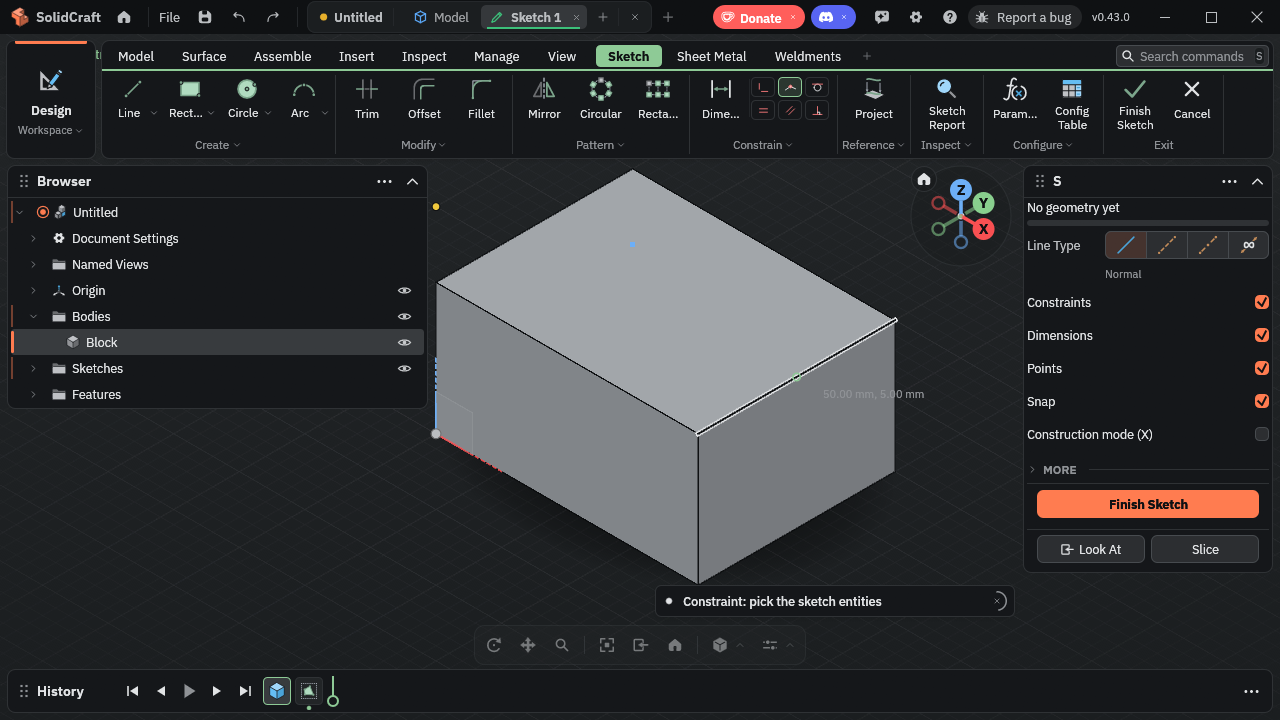 SolidCraft
File
Untitled
Model
Sketch 1
Donate
Report a bug
v0.43.0
Design
Workspace
Model
Surface
Assemble
Insert
Inspect
Manage
View
Sketch
Sheet Metal
Weldments
Search commands
S
Line
Rect...
Circle
Arc
Trim
Offset
Fillet
Mirror
Circular
Recta...
Dime...
Project
Sketch
Report
Param...
Config
Table
Finish
Sketch
Cancel
Create
Modify
Pattern
Constrain
Reference
Inspect
Configure
Exit
Browser
Untitled
Document Settings
Named Views
Origin
Bodies
Block
Sketches
Features
Z
Y
X
50.00 mm, 5.00 mm
S
No geometry yet
Line Type
Normal
Constraints
Dimensions
Points
Snap
Construction mode (X)
MORE
Finish Sketch
Look At
Slice
Constraint: pick the sketch entities
History